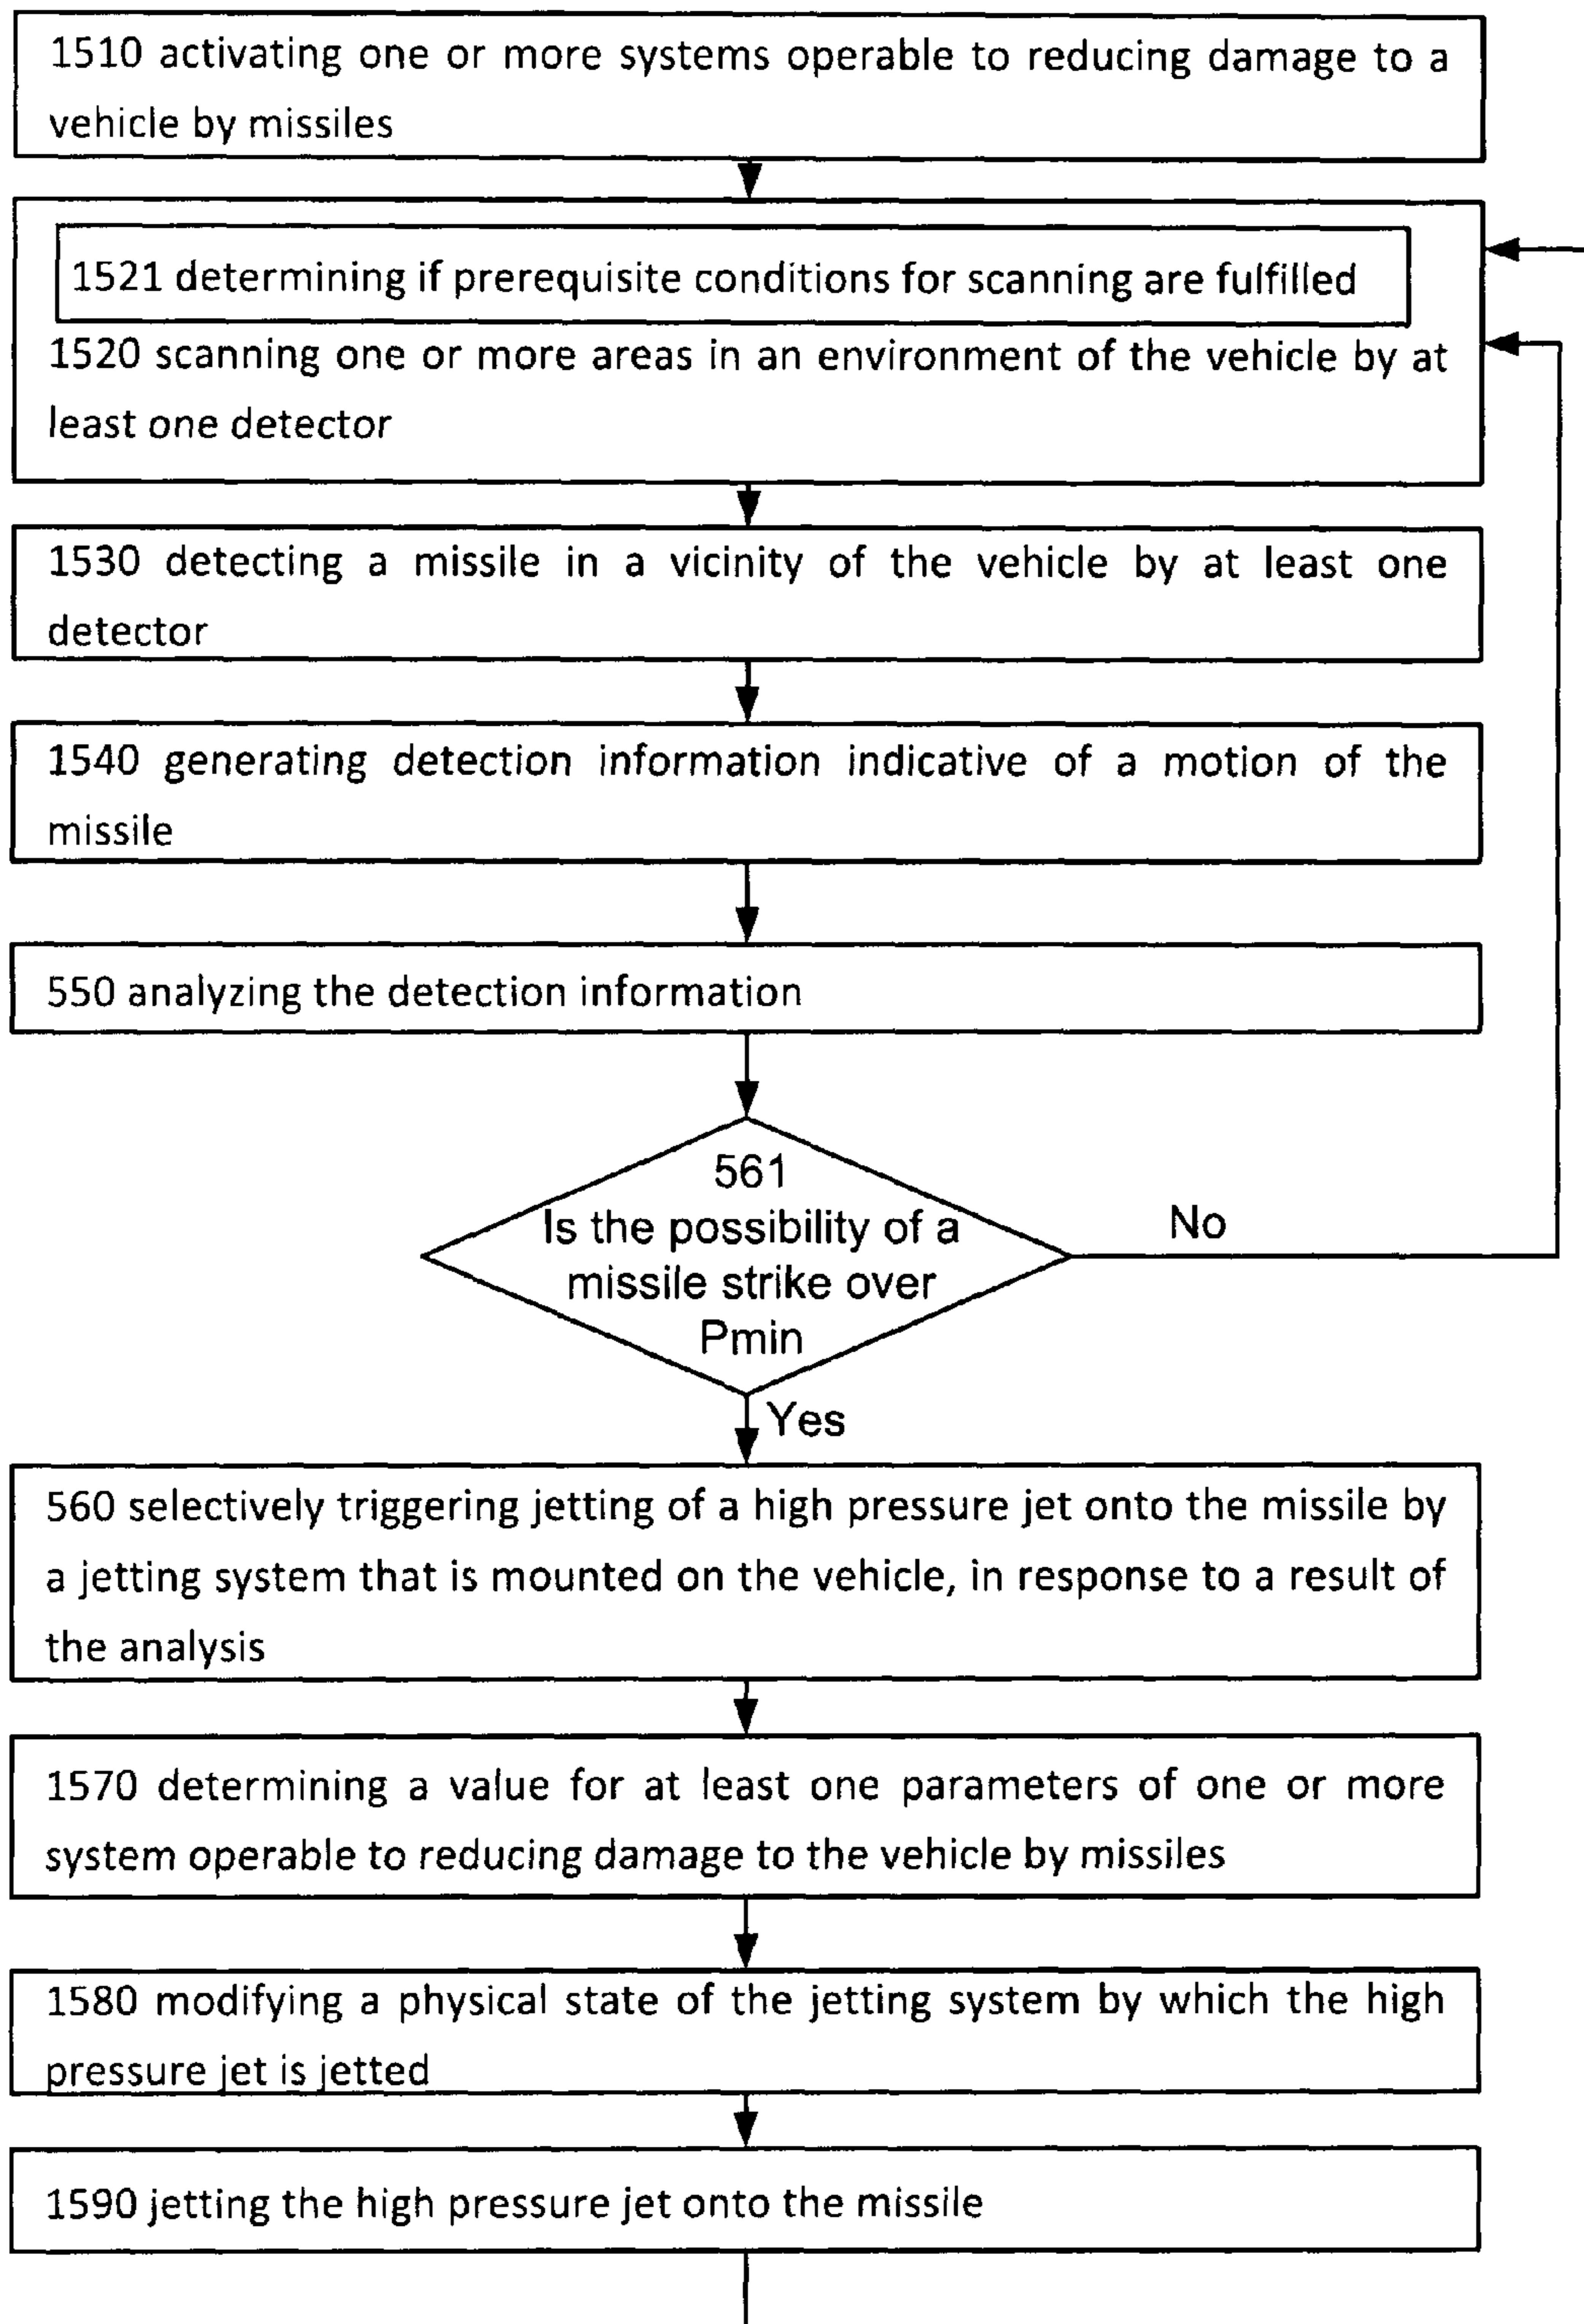 1510 activating one or more systems operable to reducing damage to a
vehicle by missiles
1521 determining if prerequisite conditions for scanning are fulfilled
1520 scanning one or more areas in an environment of the vehicle by at
least one detector
1530 detecting a missile in a vicinity of the vehicle by at least one
detector
1540 generating detection information indicative of a motion of the
missile
550 analyzing the detection information
561
Is the possibility of a
missile strike over
Pmin
No
Yes
560 selectively triggering jetting of a high pressure jet onto the missile by
a jetting system that is mounted on the vehicle, in response to a result of
the analysis
1570 determining a value for at least one parameters of one or more
system operable to reducing damage to the vehicle by missiles
1580 modifying a physical state of the jetting system by which the high
pressure jet is jetted
1590 jetting the high pressure jet onto the missile